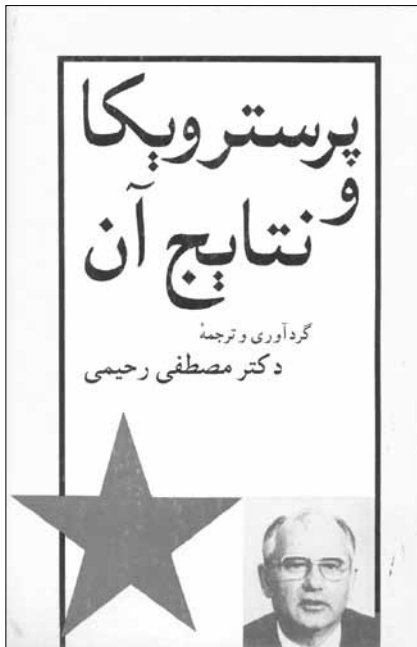 پرسترویکا
و
نتایج آن
گردآوری و ترجمهٔ
دکتر مصطفی رحیمی